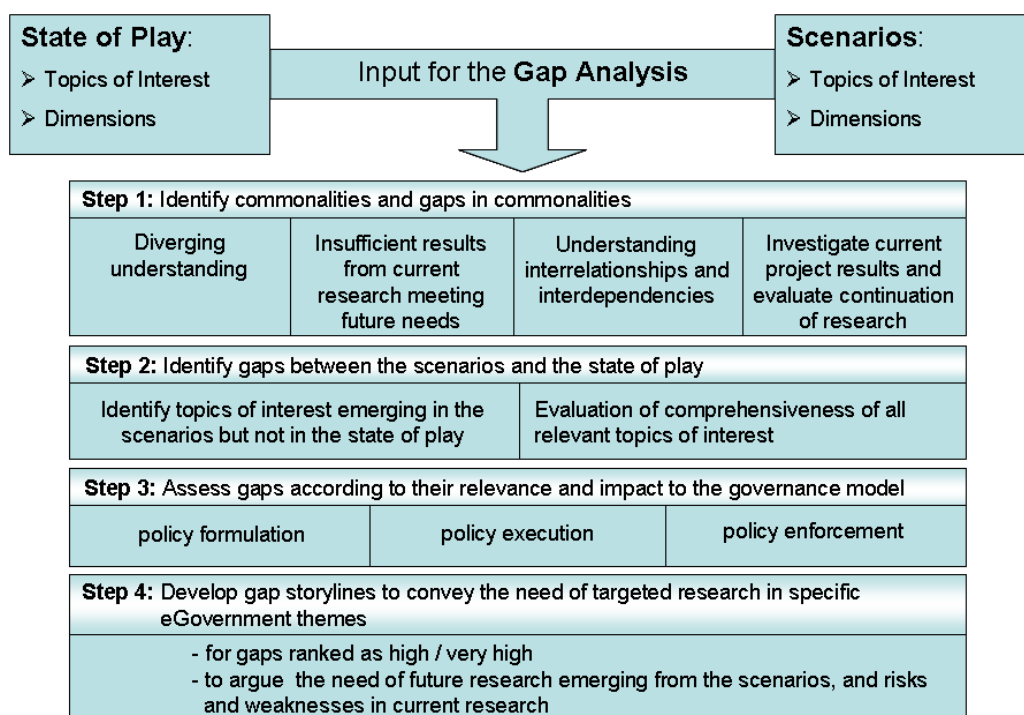 State of Play:
➢ Topics of Interest
➢ Dimensions
Input for the Gap Analysis
Scenarios:
➢ Topics of Interest
➢ Dimensions
Step 1: Identify commonalities and gaps in commonalities
Diverging
understanding
Insufficient results
from current
research meeting
future needs
Understanding
interrelationships and
interdependencies
Investigate current
project results and
evaluate continuation
of research
Step 2: Identify gaps between the scenarios and the state of play
Identify topics of interest emerging in the
scenarios but not in the state of play
Evaluation of comprehensiveness of all
relevant topics of interest
Step 3: Assess gaps according to their relevance and impact to the governance model
policy formulation
policy execution
policy enforcement
Step 4: Develop gap storylines to convey the need of targeted research in specific
eGovernment themes
- for gaps ranked as high / very high
- to argue the need of future research emerging from the scenarios, and risks
and weaknesses in current research